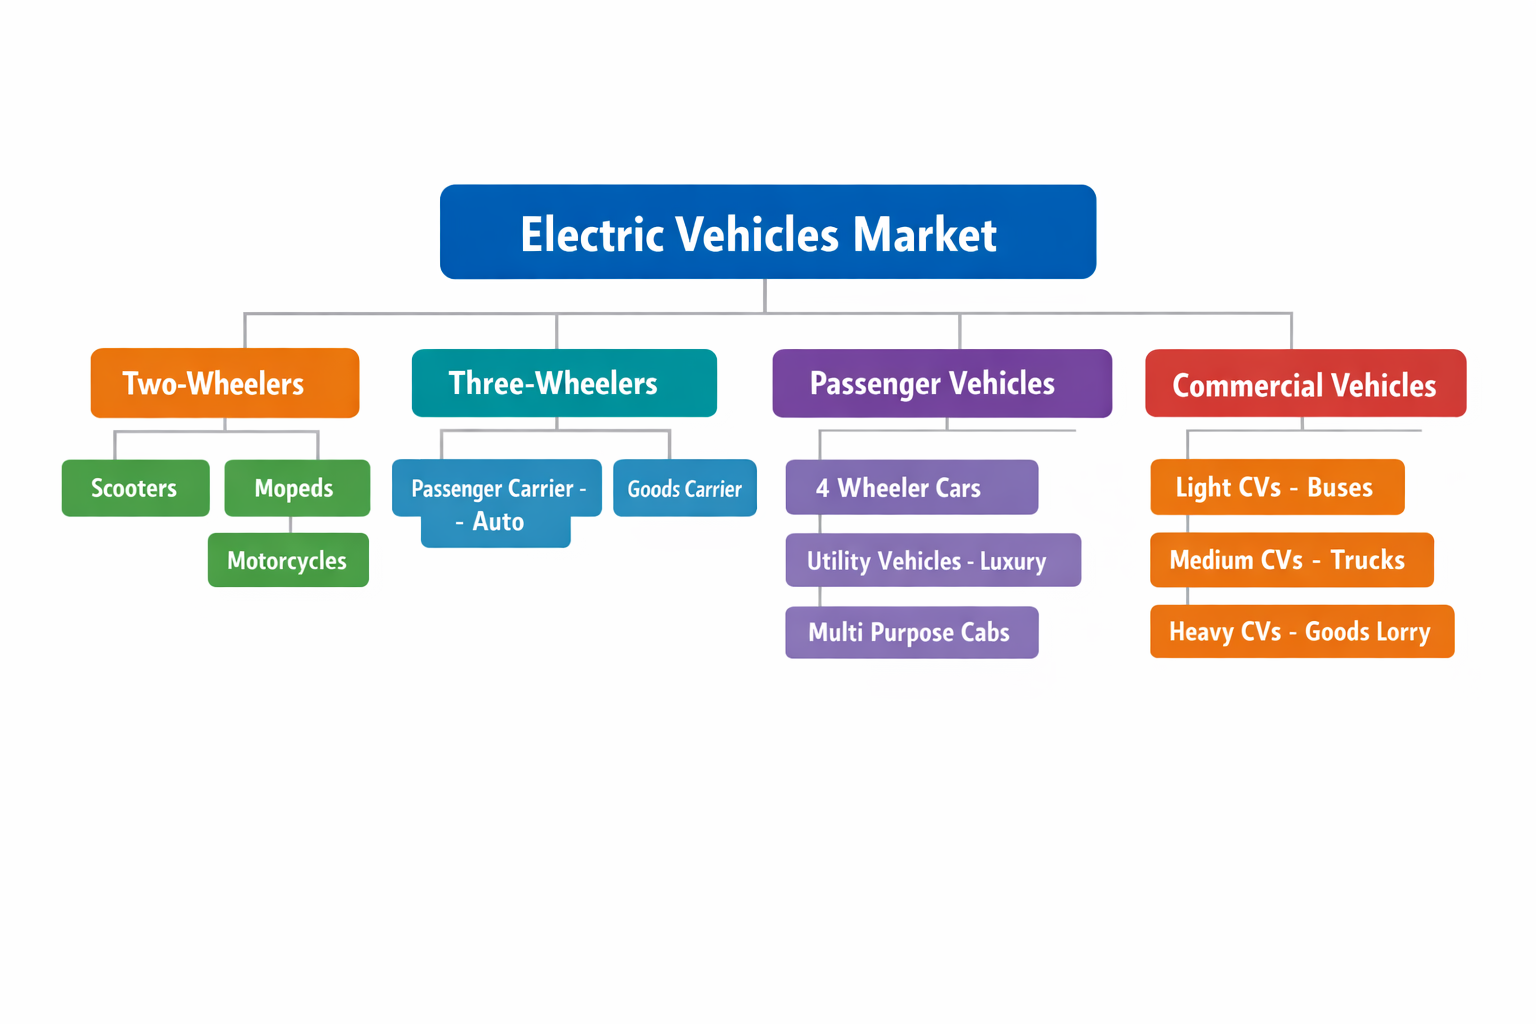 Electric Vehicles Market
Two-Wheelers
Three-Wheelers
Passenger Vehicles
Commercial Vehicles
Scooters
Mopeds
Motorcycles
Passenger Carrier -
- Auto
Goods Carrier
4 Wheeler Cars
Utility Vehicles - Luxury
Multi Purpose Cabs
Light CVs - Buses
Medium CVs - Trucks
Heavy CVs - Goods Lorry